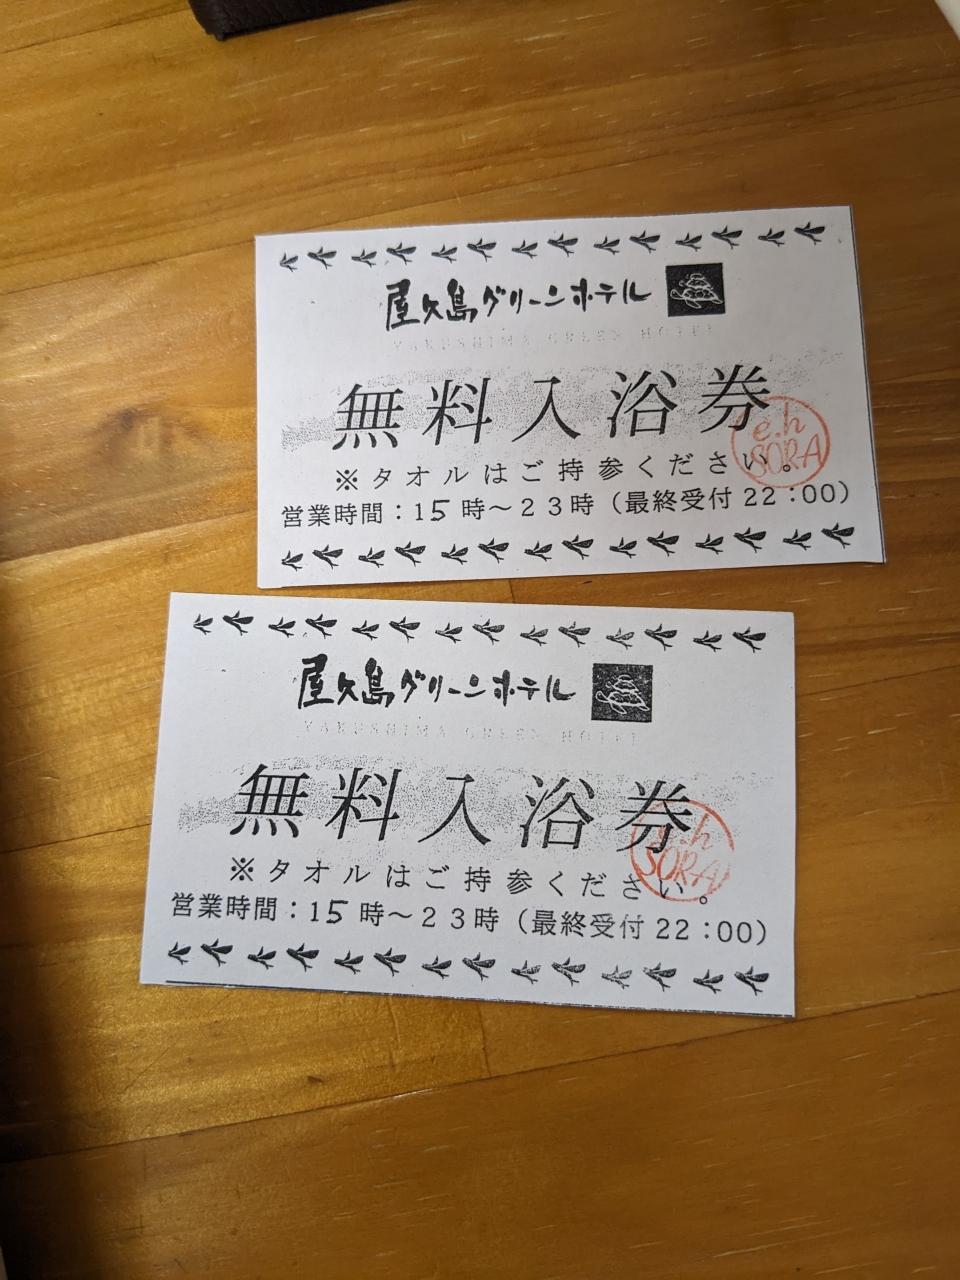 屋久島グリーンホテル
YAKUSHIMA GREEN HOTEL
無料入浴券
e.h
SORA
※タオルはご持参ください。
営業時間：15時～23時（最終受付22：00）
屋久島グリーンホテル
YAKUSHIMA GREEN HOTEL
無料入浴券
e.h
SORA
※タオルはご持参ください。
営業時間：15時～23時（最終受付22：00）